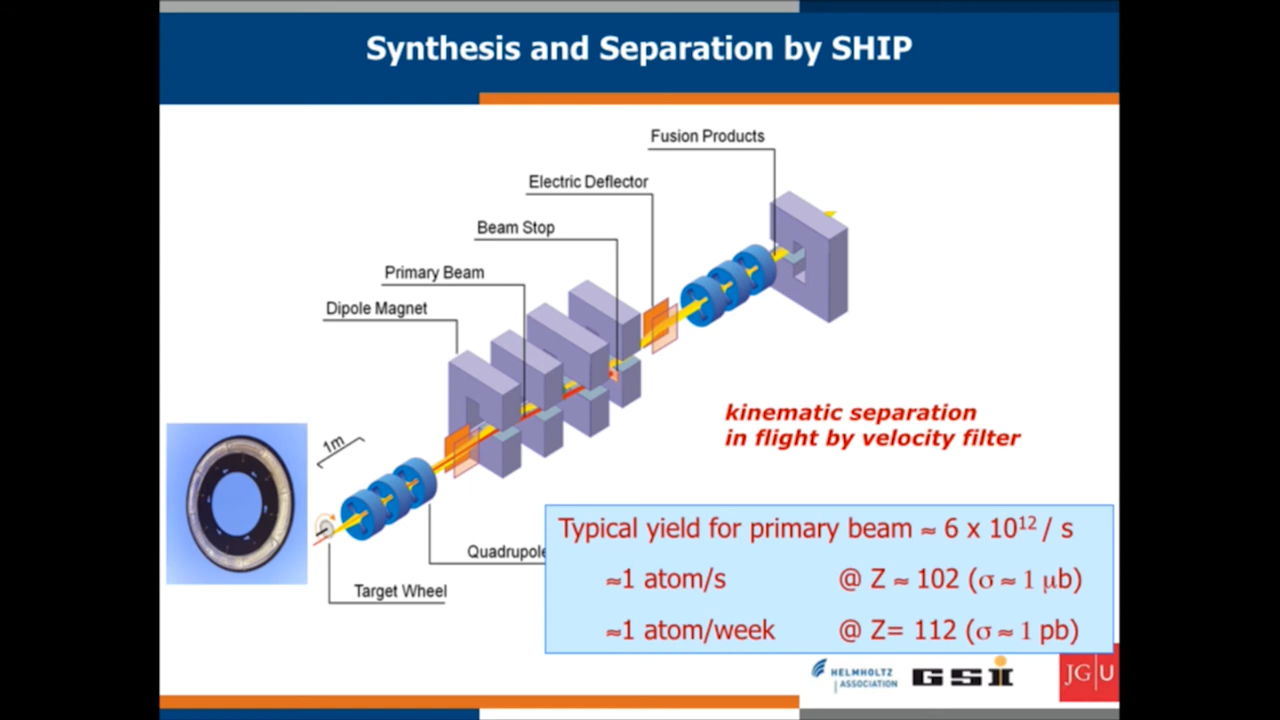 Synthesis and Separation by SHIP
Fusion Products
Electric Deflector
Beam Stop
Primary Beam
Dipole Magnet
1m
kinematic separation
in flight by velocity filter
Quadrupole
Target Wheel
Typical yield for primary beam ≈ 6 x 10¹² / s
≈1 atom/s @ Z ≈ 102 (σ ≈ 1 μb)
≈1 atom/week @ Z= 112 (σ ≈ 1 pb)
HELMHOLTZ
ASSOCIATION
GSI
JG|U